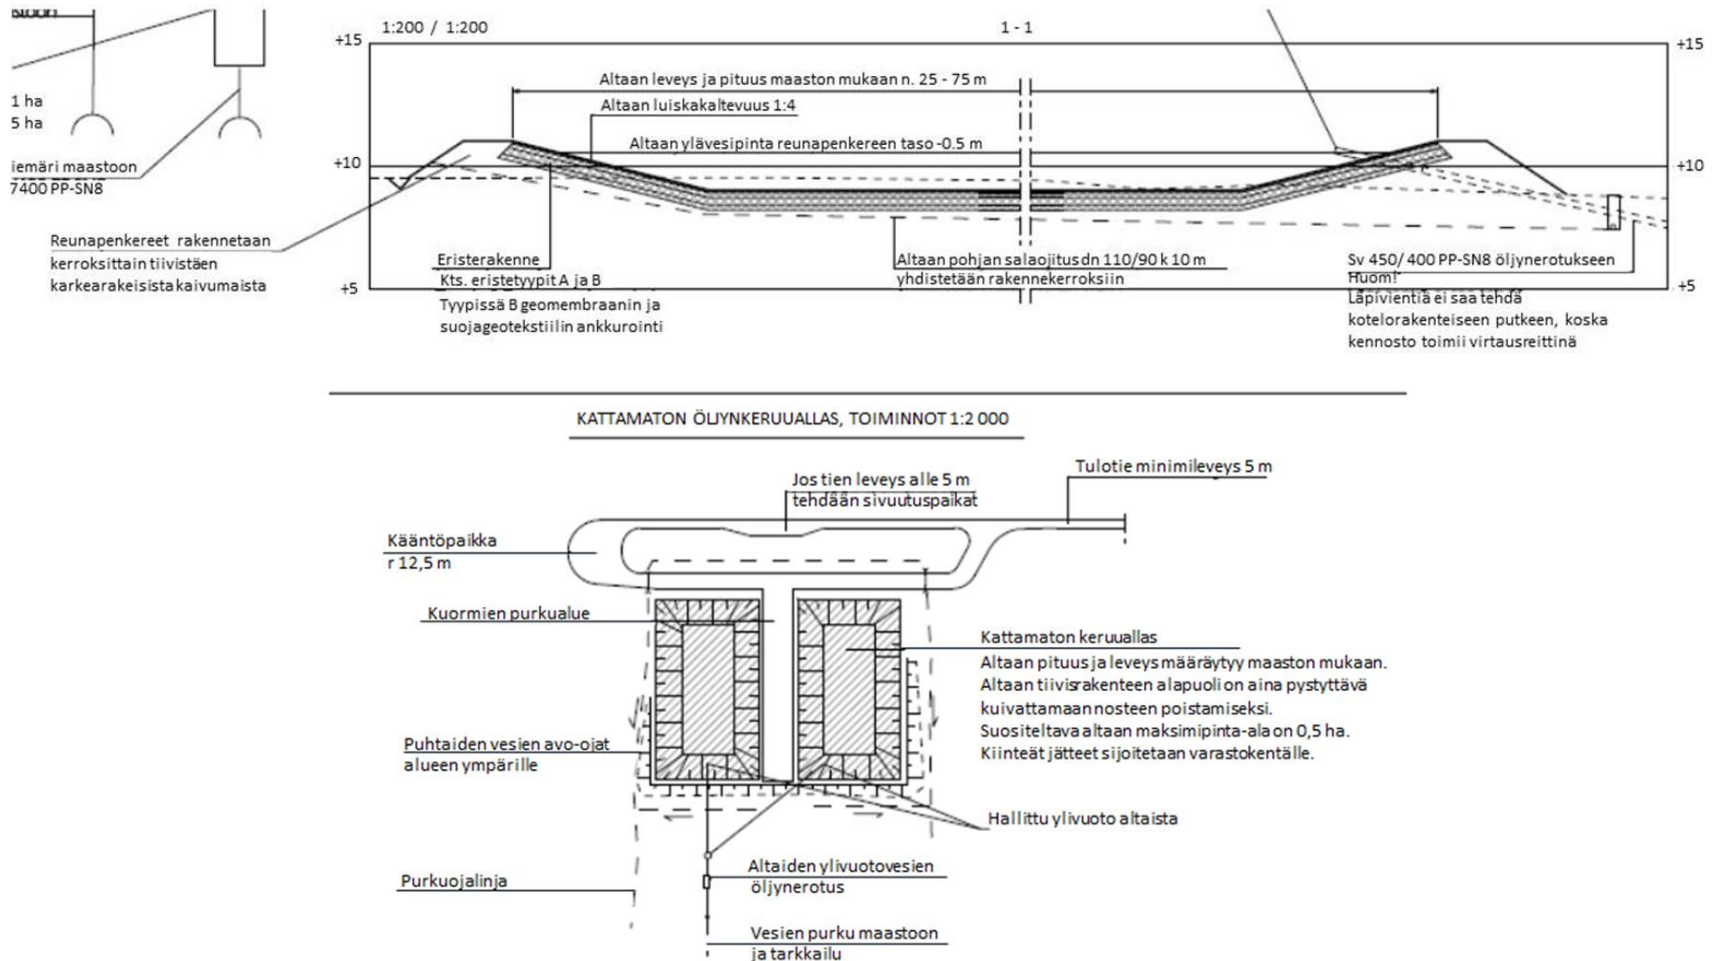 1:200 / 1:200
1 - 1
+15
+15
Altaan leveys ja pituus maaston mukaan n. 25 - 75 m
Altaan luiskakaltevuus 1:4
Altaan ylävesipinta reunapenkereen taso -0.5 m
1 ha
5 ha
+10
+10
iemäri maastoon
7400 PP-SN8
Reunapenkereet rakennetaan
kerroksittain tiivistäen
karkearakeisista kaivumaista
Eristerakenne
Kts. eristetyypit A ja B
Tyypissä B geomembraanin ja
suojageotekstiilin ankkurointi
Altaan pohjan salaojitus dn 110/90 k 10 m
yhdistetään rakennekerroksiin
Sv 450/ 400 PP-SN8 öljynerotukseen
Huom!
Läpivientiä ei saa tehdä
kotelorakenteiseen putkeen, koska
kennosto toimii virtausreittinä
+5
+5
KATTAMATON ÖLJYNKERUUALLAS, TOIMINNOT 1:2 000
Jos tien leveys alle 5 m
tehdään sivuutuspaikat
Tulotie minimileveys 5 m
Kääntöpaikka
r 12,5 m
Kuormien purkualue
Kattamaton keruuallas
Altaan pituus ja leveys määräytyy maaston mukaan.
Altaan tiivisrakenteen alapuoli on aina pystyttävä
kuivattamaan nosteen poistamiseksi.
Suositeltava altaan maksimipinta-ala on 0,5 ha.
Kiinteät jätteet sijoitetaan varastokentälle.
Puhtaiden vesien avo-ojat
alueen ympärille
Hallittu ylivuoto altaista
Altaiden ylivuotovesien
öljynerotus
Purkuojalinja
Vesien purku maastoon
ja tarkkailu